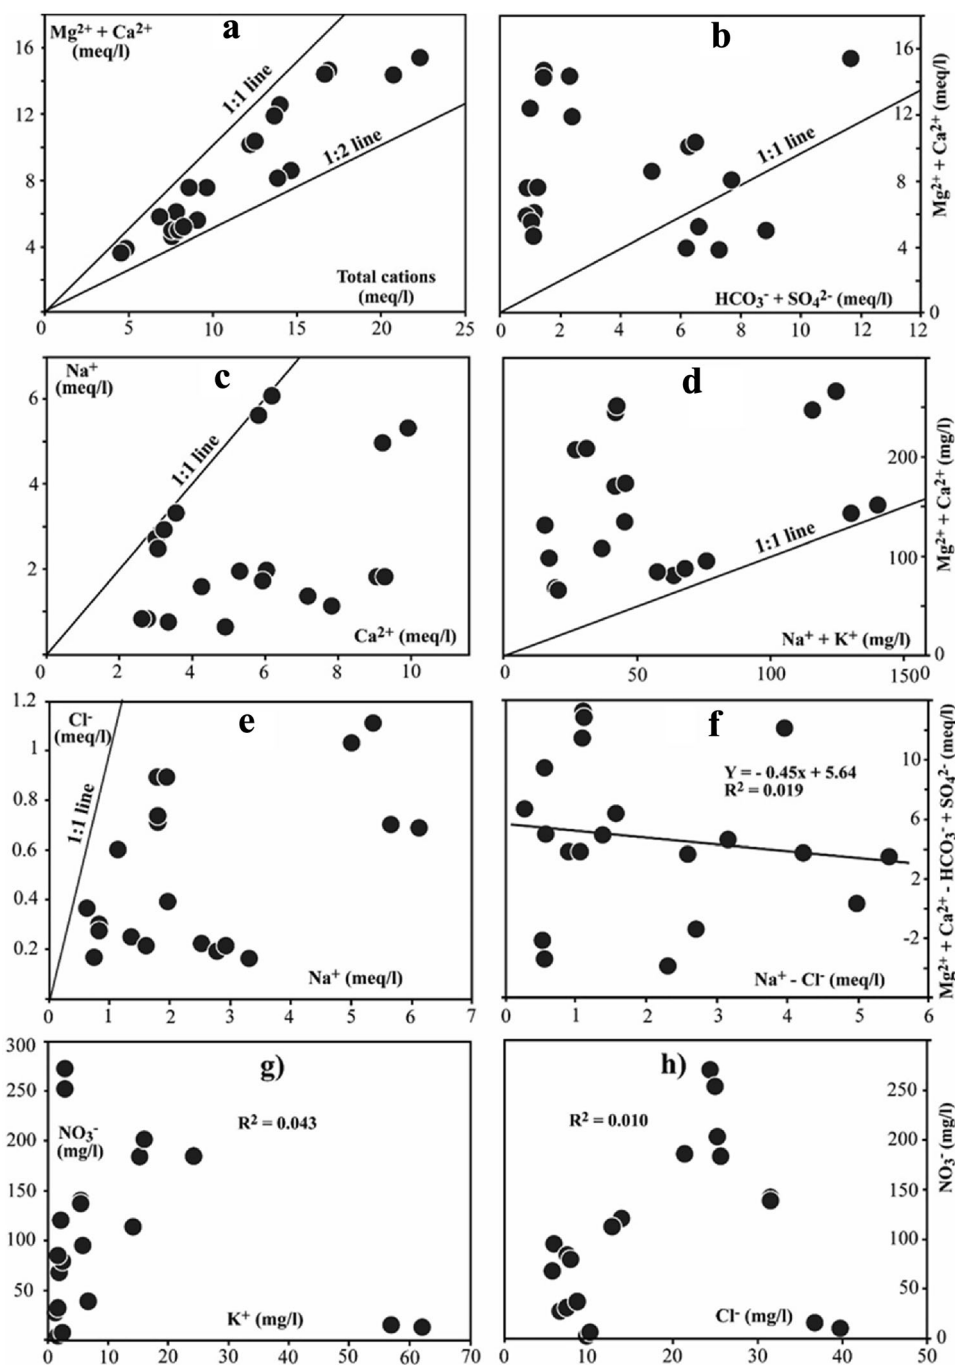 a
Mg²⁺ + Ca²⁺
(meq/l)
16
12
8
4
0
1:1 line
1:2 line
Total cations
(meq/l)
0 5 10 15 20 25
b
16
12
8
4
0
Mg²⁺ + Ca²⁺ (meq/l)
1:1 line
HCO₃⁻ + SO₄²⁻ (meq/l)
0 2 4 6 8 10 12 12
c
Na⁺
(meq/l)
6
4
2
0
1:1 line
Ca²⁺ (meq/l)
0 2 4 6 8 10
d
200
100
0
Mg²⁺ + Ca²⁺ (mg/l)
1:1 line
Na⁺ + K⁺ (mg/l)
0 50 100 1500
e
Cl⁻
(meq/l)
1.2
1
0.8
0.6
0.4
0.2
1:1 line
Na⁺ (meq/l)
0 1 2 3 4 5 6 7
f
10
6
2
-2
Mg²⁺ + Ca²⁺ - HCO₃⁻ + SO₄²⁻ (meq/l)
Y = - 0.45x + 5.64
R² = 0.019
Na⁺ - Cl⁻ (meq/l)
0 1 2 3 4 5 6
g)
300
250
200
150
100
50
0
NO₃⁻
(mg/l)
R² = 0.043
K⁺ (mg/l)
0 10 20 30 40 50 60 70
h)
250
200
150
100
50
0
NO₃⁻ (mg/l)
R² = 0.010
Cl⁻ (mg/l)
0 10 20 30 40 50